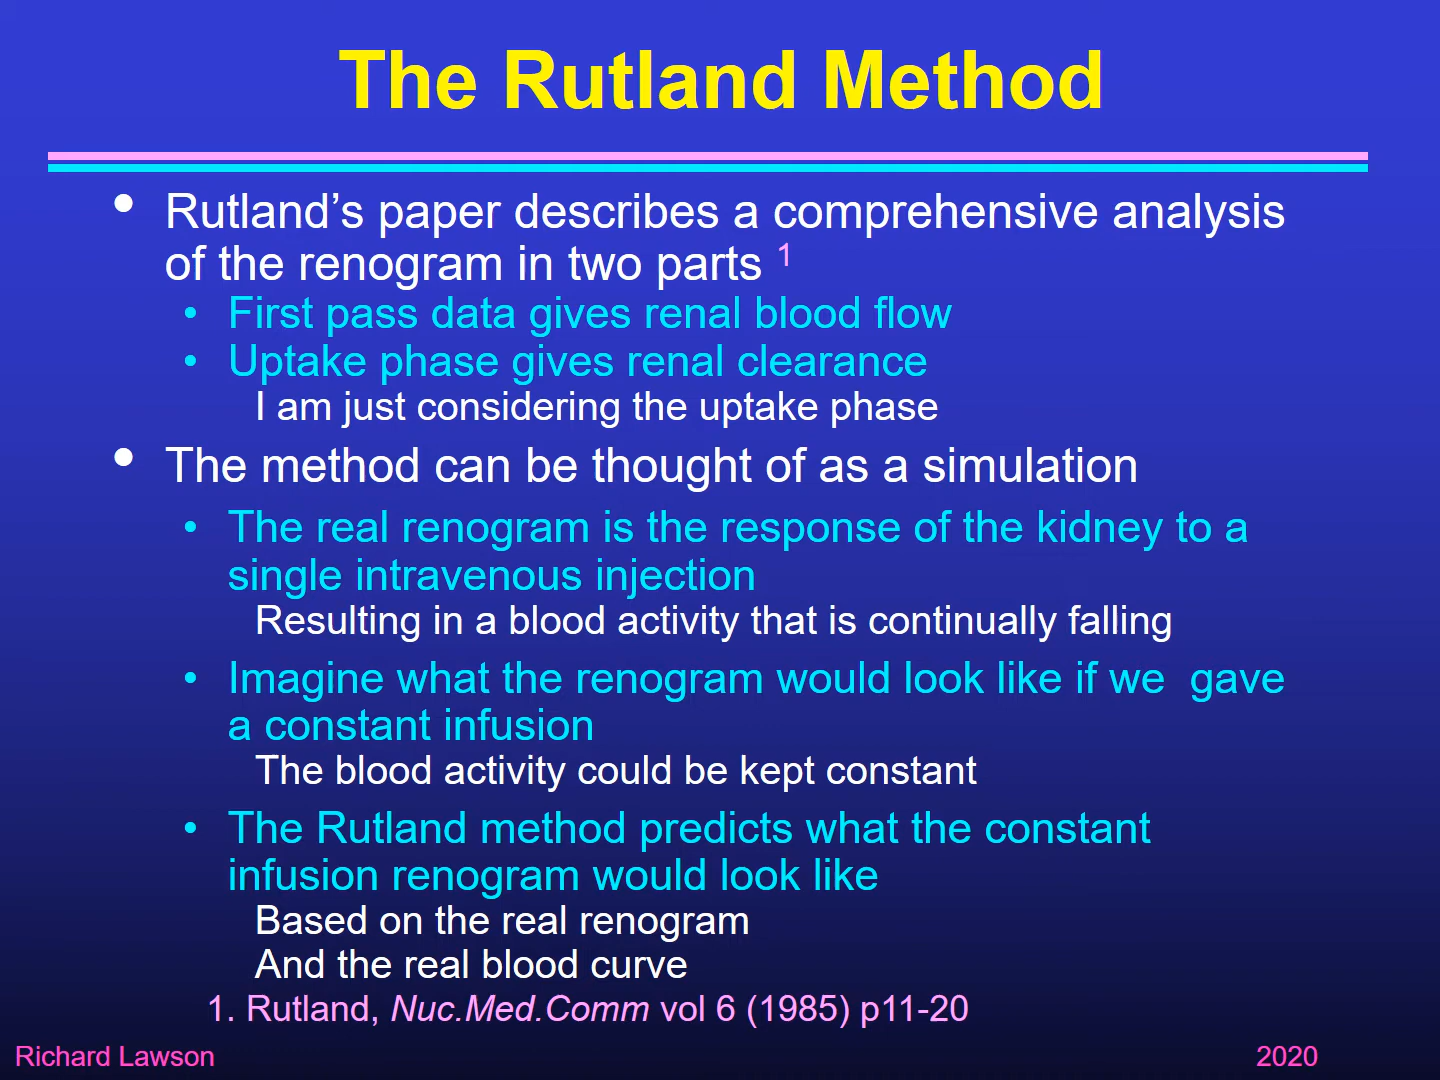 The Rutland Method
• Rutland’s paper describes a comprehensive analysis
of the renogram in two parts 1
• First pass data gives renal blood flow
• Uptake phase gives renal clearance
I am just considering the uptake phase
• The method can be thought of as a simulation
• The real renogram is the response of the kidney to a
single intravenous injection
Resulting in a blood activity that is continually falling
• Imagine what the renogram would look like if we  gave
a constant infusion
The blood activity could be kept constant
• The Rutland method predicts what the constant
infusion renogram would look like
Based on the real renogram
And the real blood curve
1. Rutland, Nuc.Med.Comm vol 6 (1985) p11-20
Richard Lawson
2020